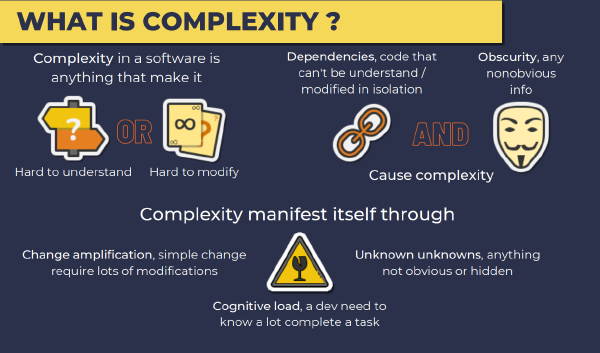 WHAT IS COMPLEXITY ?
Complexity in a software is
anything that make it
?
OR
∞
?
Hard to understand
Hard to modify
Dependencies, code that
can't be understand /
modified in isolation
Obscurity, any
nonobvious
info
AND
Cause complexity
Complexity manifest itself through
Change amplification, simple change
require lots of modifications
Unknown unknowns, anything
not obvious or hidden
Cognitive load, a dev need to
know a lot complete a task